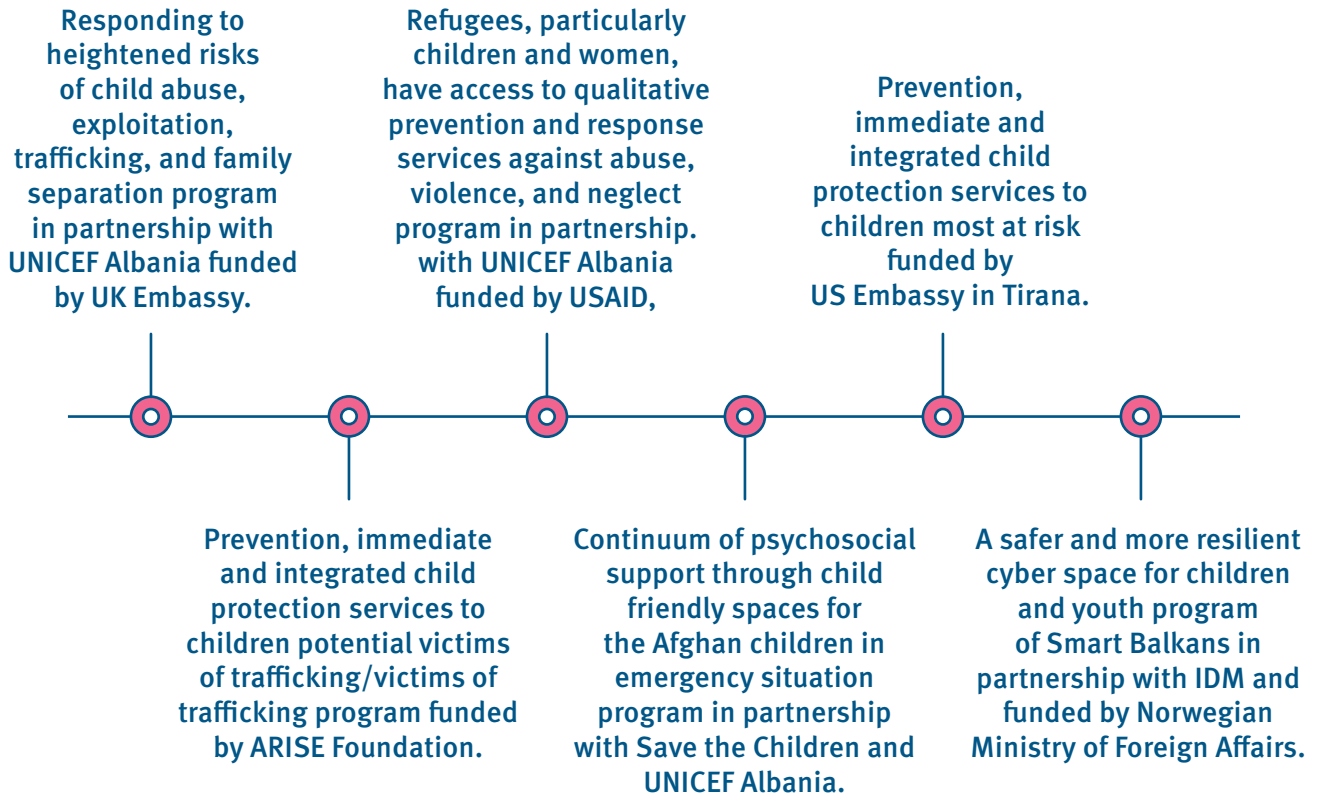 Responding to
heightened risks
of child abuse,
exploitation,
trafficking, and family
separation program
in partnership with
UNICEF Albania funded
by UK Embassy.
Prevention, immediate
and integrated child
protection services to
children potential victims
of trafficking/victims of
trafficking program funded
by ARISE Foundation.
Refugees, particularly
children and women,
have access to qualitative
prevention and response
services against abuse,
violence, and neglect
program in partnership.
with UNICEF Albania
funded by USAID,
Continuum of psychosocial
support through child
friendly spaces for
the Afghan children in
emergency situation
program in partnership
with Save the Children and
UNICEF Albania.
Prevention,
immediate and
integrated child
protection services to
children most at risk
funded by
US Embassy in Tirana.
A safer and more resilient
cyber space for children
and youth program
of Smart Balkans in
partnership with IDM and
funded by Norwegian
Ministry of Foreign Affairs.